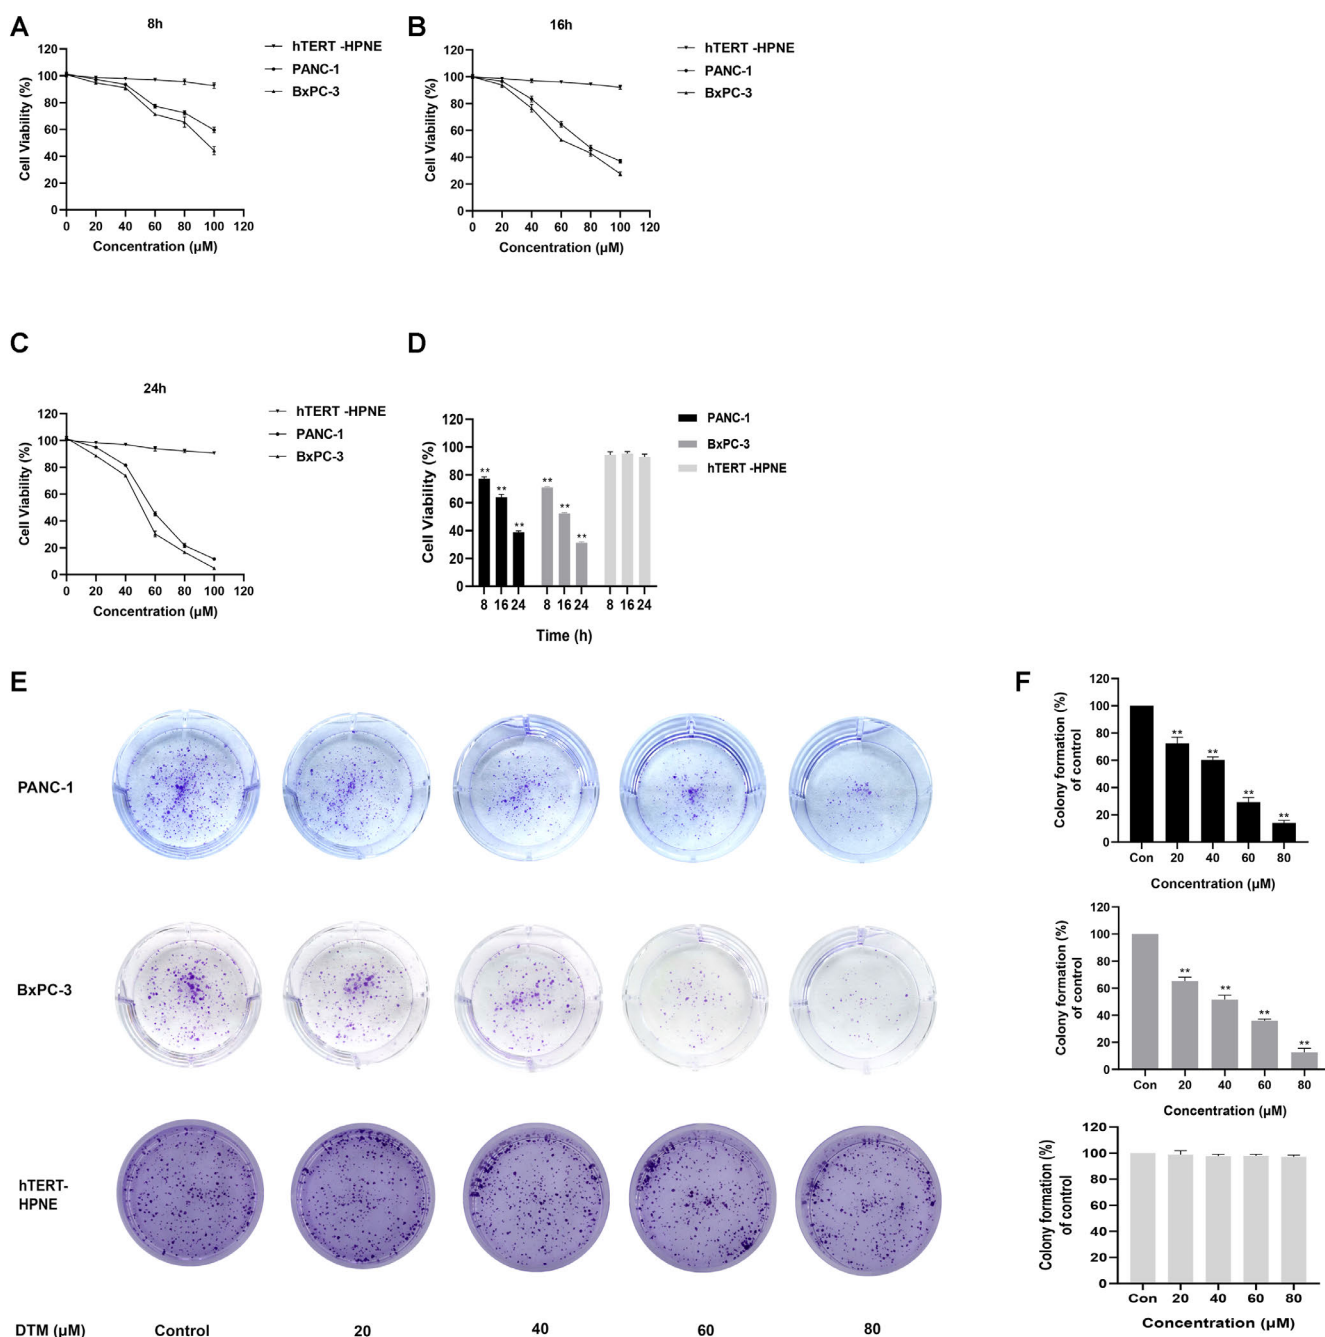 A
8h
120
100
80
60
40
20
0
Cell Viability (%)
0 20 40 60 80 100 120
Concentration (µM)
hTERT -HPNE
PANC-1
BxPC-3
B
16h
120
100
80
60
40
20
0
Cell Viability (%)
0 20 40 60 80 100 120
Concentration (µM)
hTERT -HPNE
PANC-1
BxPC-3
C
24h
120
100
80
60
40
20
0
Cell Viability (%)
0 20 40 60 80 100 120
Concentration (µM)
hTERT -HPNE
PANC-1
BxPC-3
D
120
100
80
60
40
20
0
Cell Viability (%)
** ** ** ** ** **
8 16 24 8 16 24 8 16 24
Time (h)
PANC-1
BxPC-3
hTERT -HPNE
E
PANC-1
BxPC-3
hTERT-
HPNE
DTM (µM) Control 20 40 60 80
F
120
100
80
60
40
20
0
Colony formation (%)
of control
** ** ** **
Con 20 40 60 80
Concentration (µM)
120
100
80
60
40
20
0
Colony formation (%)
of control
** ** ** **
Con 20 40 60 80
Concentration (µM)
120
100
80
60
40
20
0
Colony formation (%)
of control
Con 20 40 60 80
Concentration (µM)